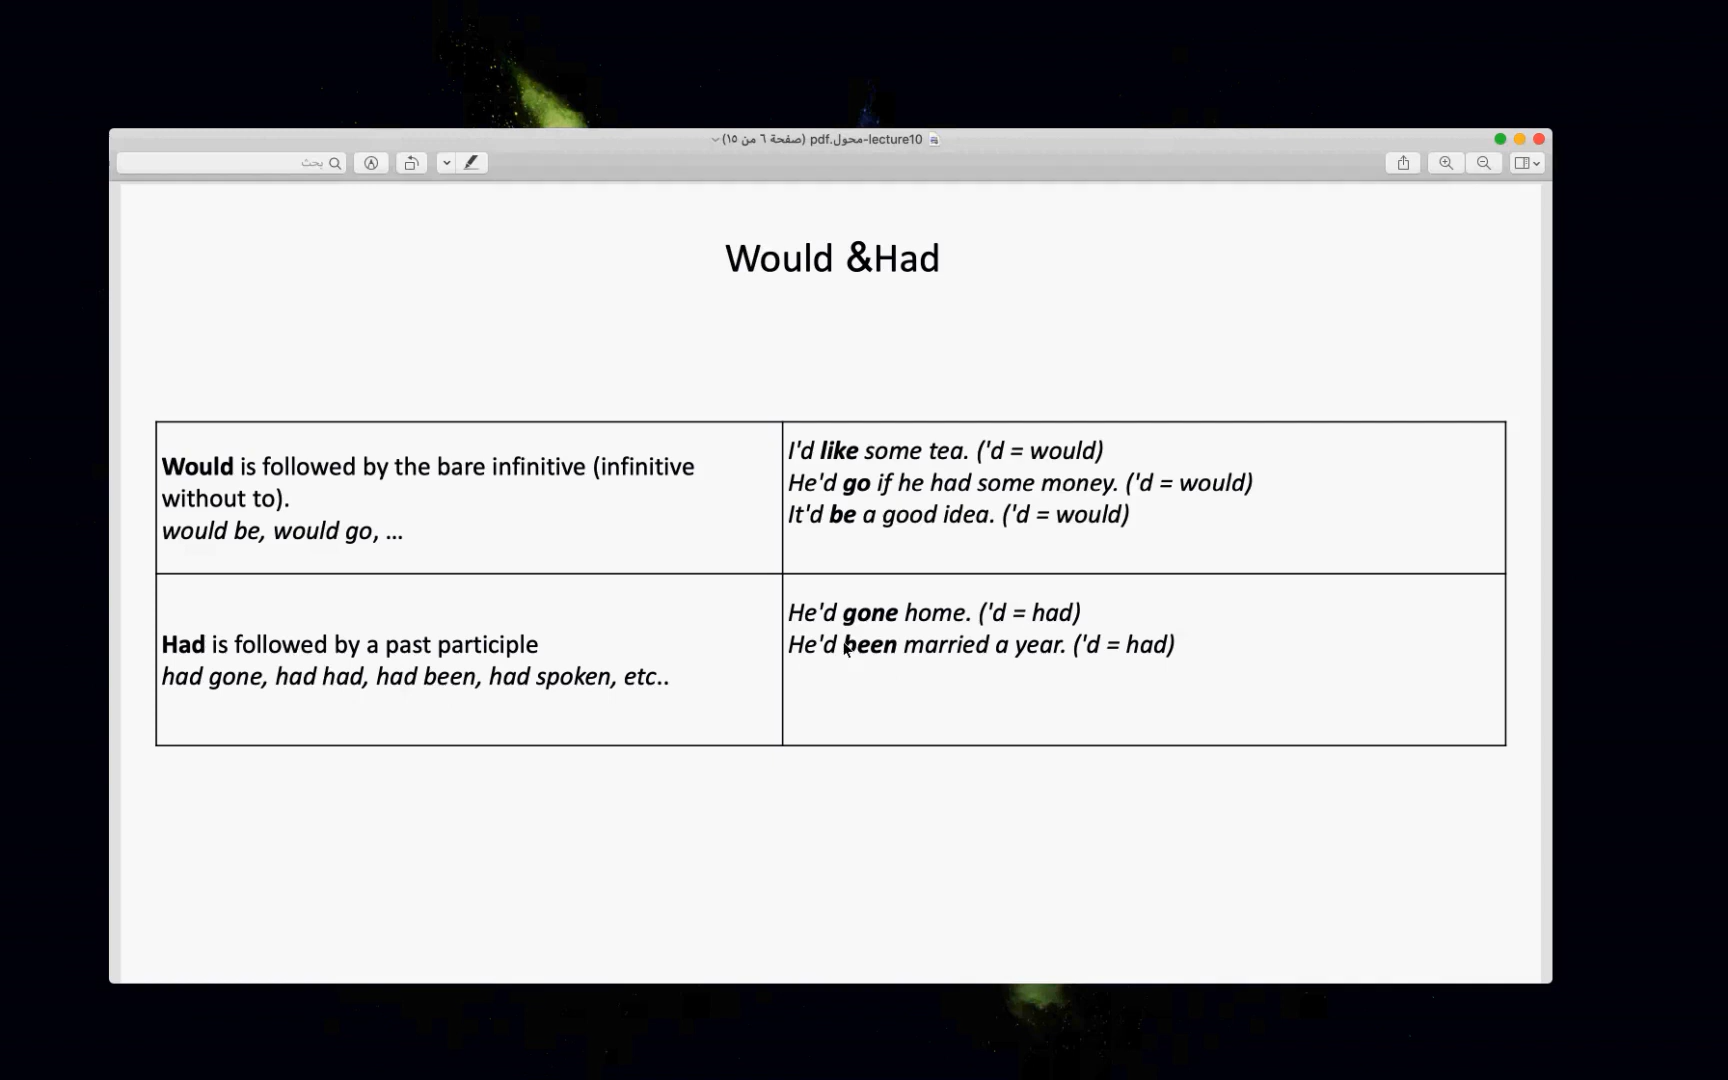 lecture10-محول.pdf (صفحة ٦ من ١٥)
بحث
Would &Had
Would is followed by the bare infinitive (infinitive
without to).
would be, would go, ...
I'd like some tea. ('d = would)
He'd go if he had some money. ('d = would)
It'd be a good idea. ('d = would)
Had is followed by a past participle
had gone, had had, had been, had spoken, etc..
He'd gone home. ('d = had)
He'd been married a year. ('d = had)